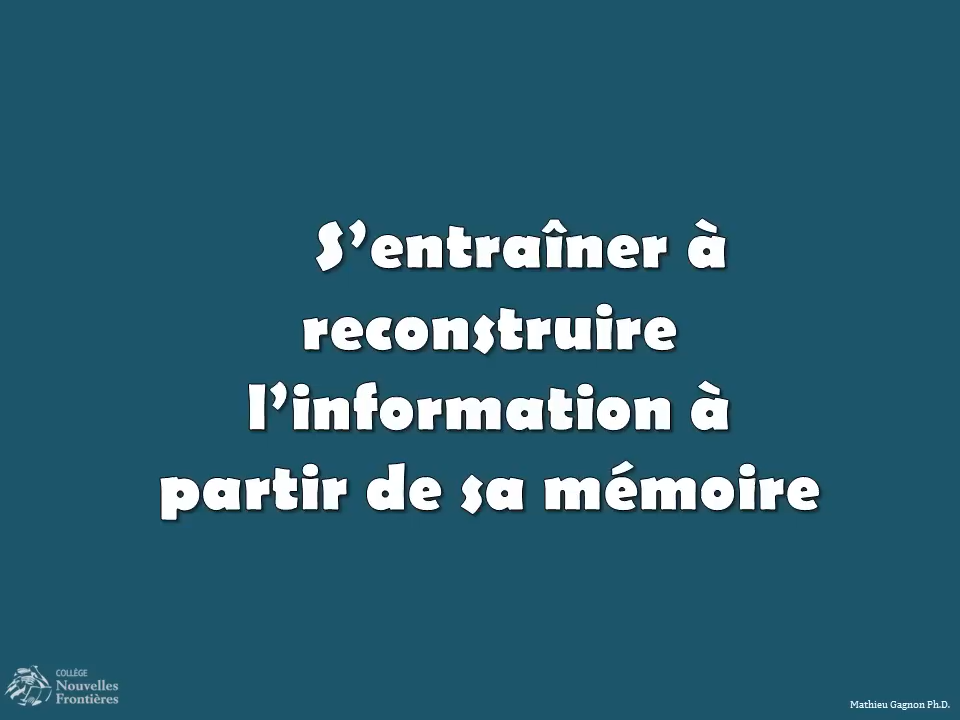 S’entraîner à
reconstruire
l’information à
partir de sa mémoire
COLLÈGE
Nouvelles
Frontières
Mathieu Gagnon Ph.D.